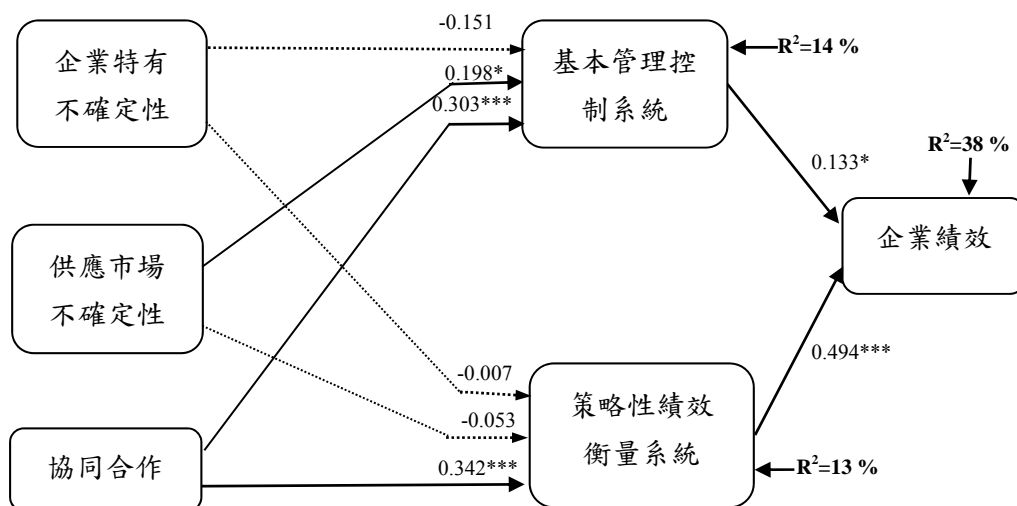 -0.151
企業特有
不確定性
基本管理控
制系統
R²=14 %
0.198*
0.303***
R²=38 %
0.133*
企業績效
供應市場
不確定性
0.494***
-0.007
-0.053
策略性績效
衡量系統
協同合作
0.342***
R²=13 %